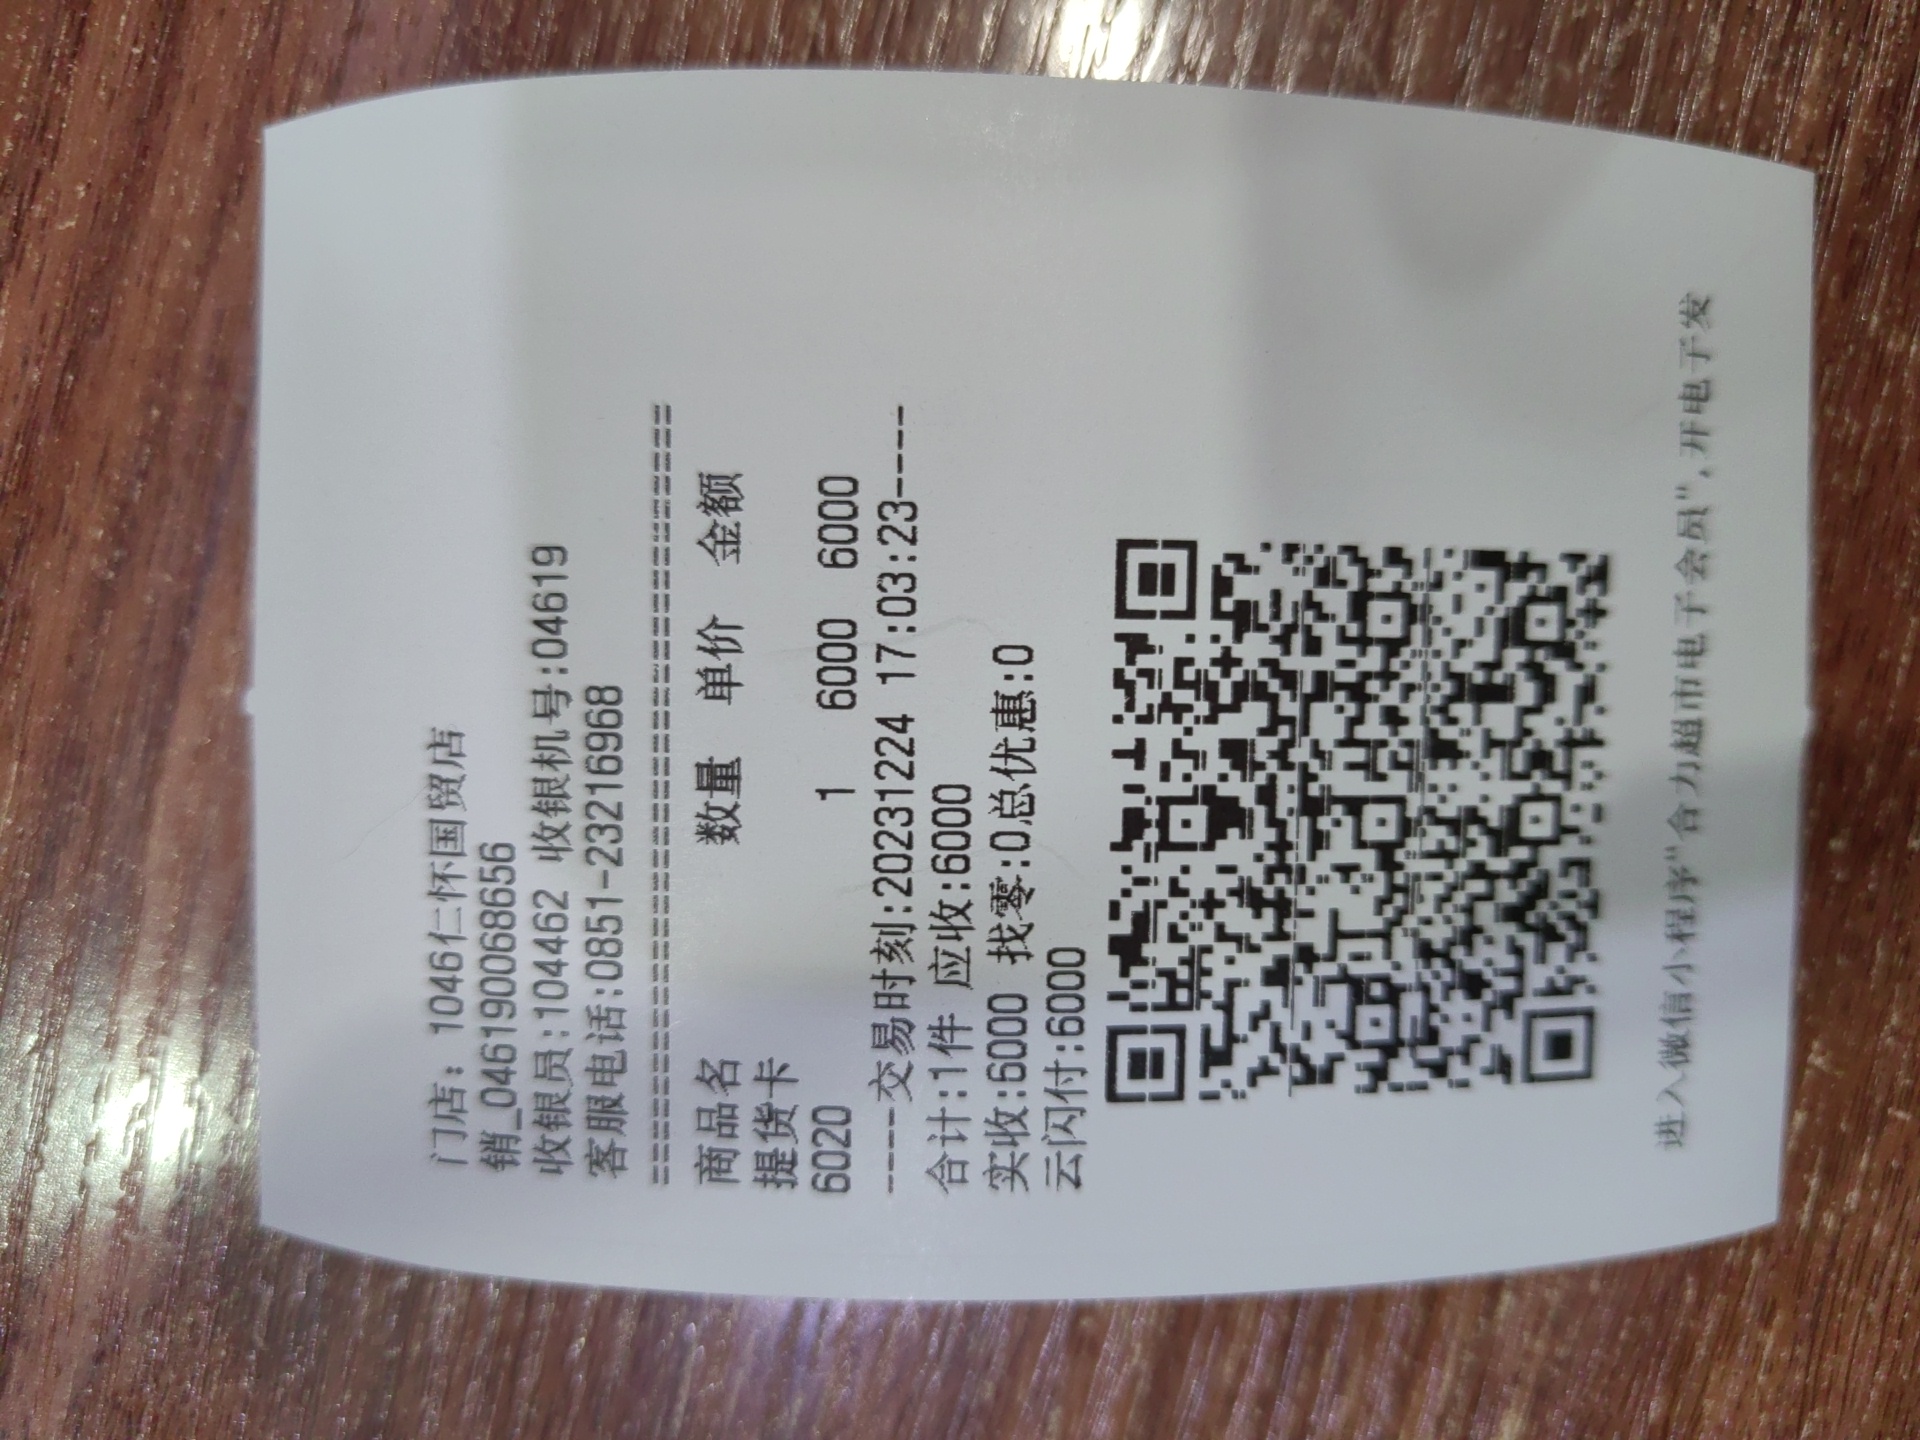 门店: 1046仁怀国贸店
销_046190068656
收银员:104462 收银机号:04619
客服电话:0851-23216968
==========================================
商品名 数量 单价 金额
提货卡
6020 1 6000 6000
----交易时刻:20231224 17:03:23-----
合计:1件 应收:6000
实收:6000 找零:0总优惠:0
云闪付:6000
进入微信小程序"合力超市电子会员",开电子发